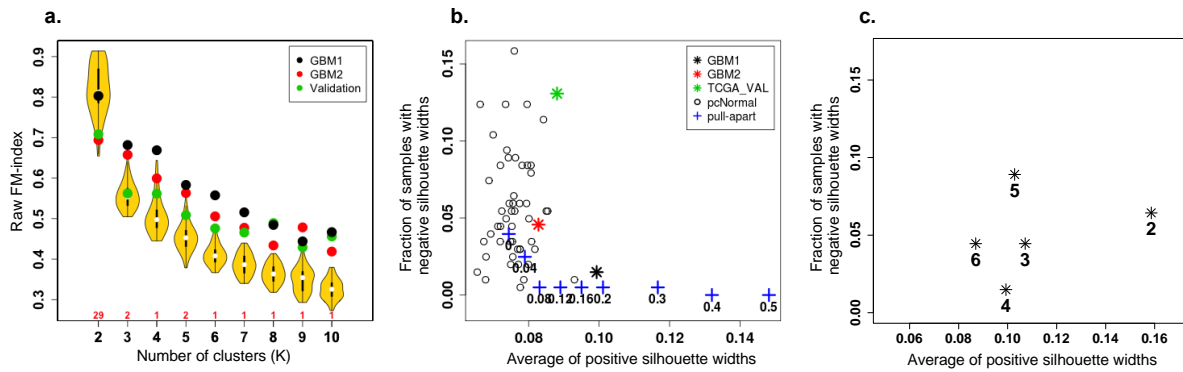 a.
0.9
0.8
0.7
0.6
0.5
0.4
0.3
Raw FM-index
GBM1
GBM2
Validation
29 2 1 2 1 1 1 1 1
2 3 4 5 6 7 8 9 10
Number of clusters (K)
b.
0.15
0.10
0.05
0.00
Fraction of samples with
negative silhouette widths
GBM1
GBM2
TCGA_VAL
pcNormal
pull-apart
0
0.04
0.08 0.12 0.16 0.2 0.3 0.4 0.5
0.08 0.10 0.12 0.14
Average of positive silhouette widths
c.
0.15
0.10
0.05
0.00
Fraction of samples with
negative silhouette widths
5
2
6 3
4
0.06 0.08 0.10 0.12 0.14 0.16
Average of positive silhouette widths